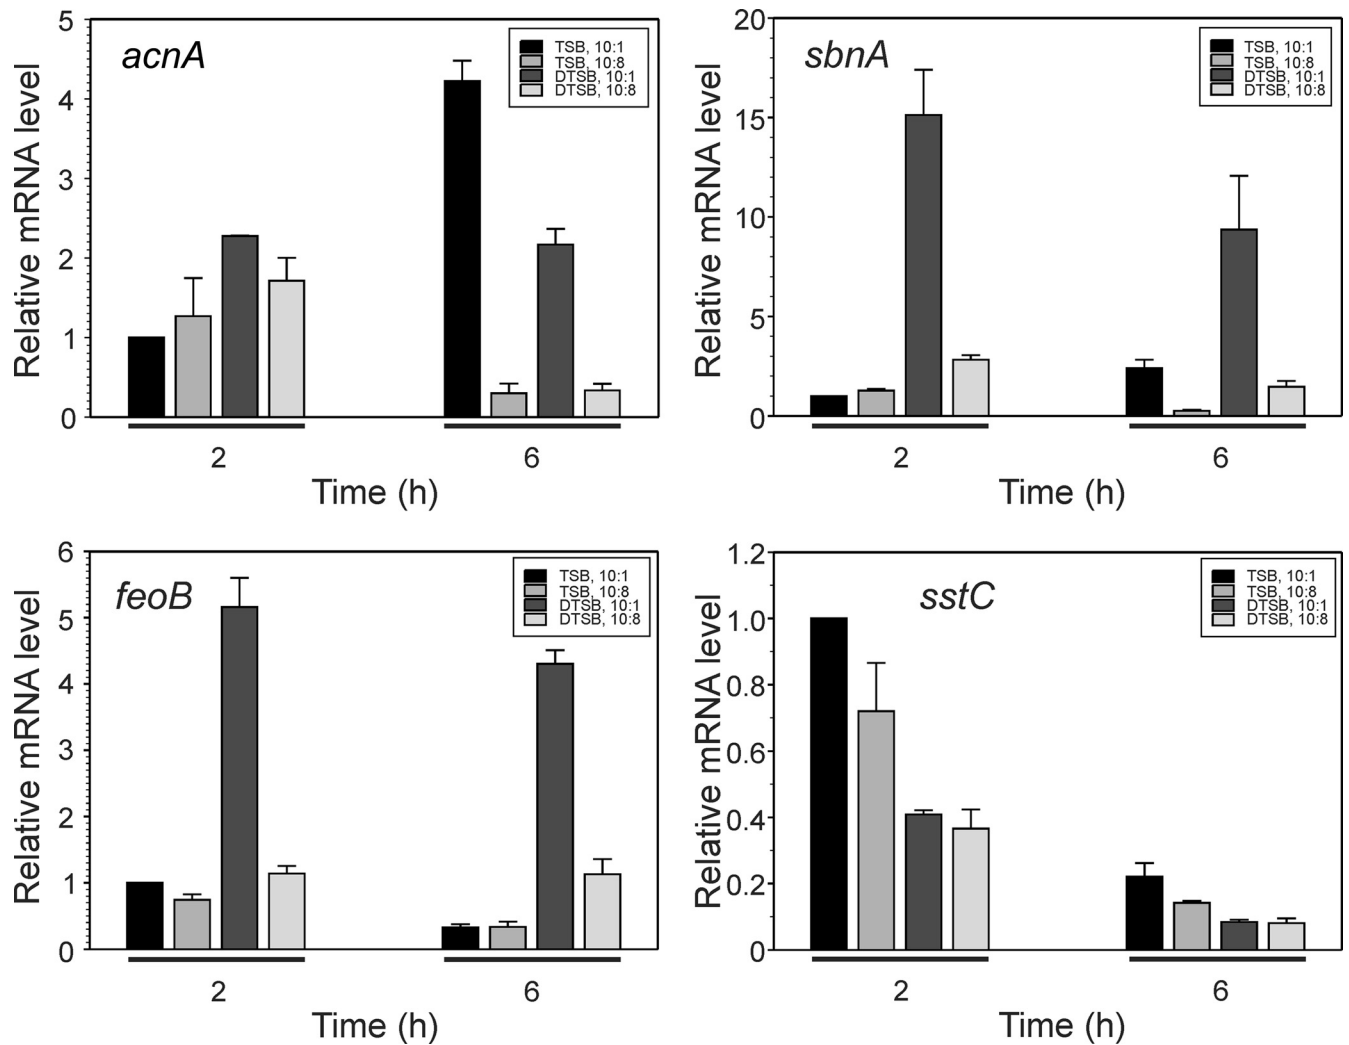 acnA
TSB, 10:1
TSB, 10:8
DTSB, 10:1
DTSB, 10:8
Relative mRNA level
5
4
3
2
1
0
2 6
Time (h)
sbnA
TSB, 10:1
TSB, 10:8
DTSB, 10:1
DTSB, 10:8
Relative mRNA level
20
15
10
5
0
2 6
Time (h)
feoB
TSB, 10:1
TSB, 10:8
DTSB, 10:1
DTSB, 10:8
Relative mRNA level
6
5
4
3
2
1
0
2 6
Time (h)
sstC
TSB, 10:1
TSB, 10:8
DTSB, 10:1
DTSB, 10:8
Relative mRNA level
1.2
1.0
0.8
0.6
0.4
0.2
0
2 6
Time (h)